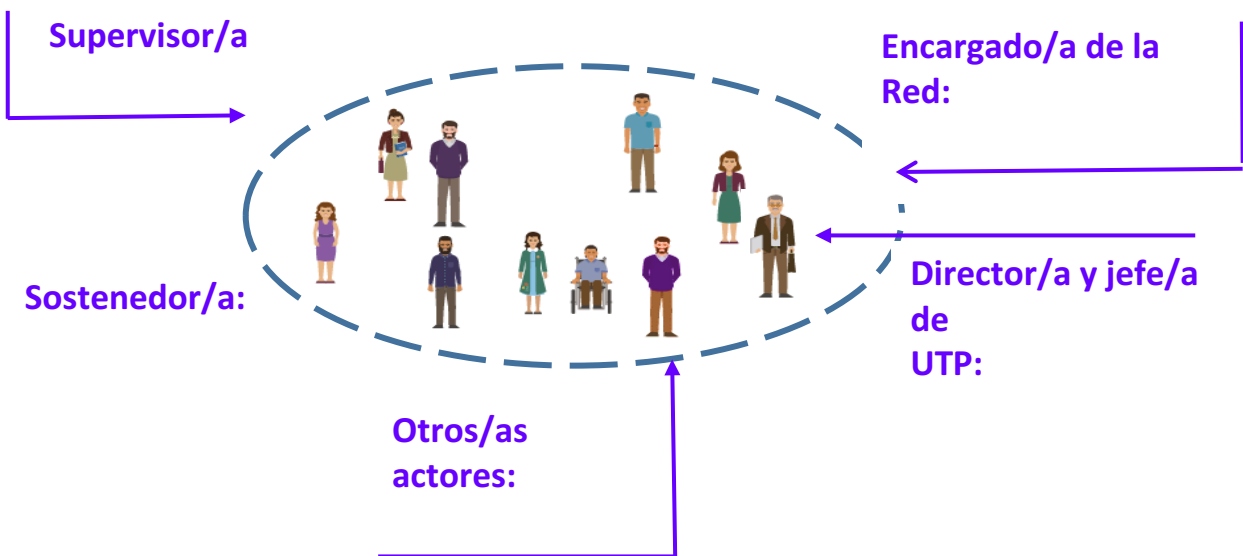 Supervisor/a
Encargado/a de la
Red:
Sostenedor/a:
Director/a y jefe/a
de
UTP:
Otros/as
actores: